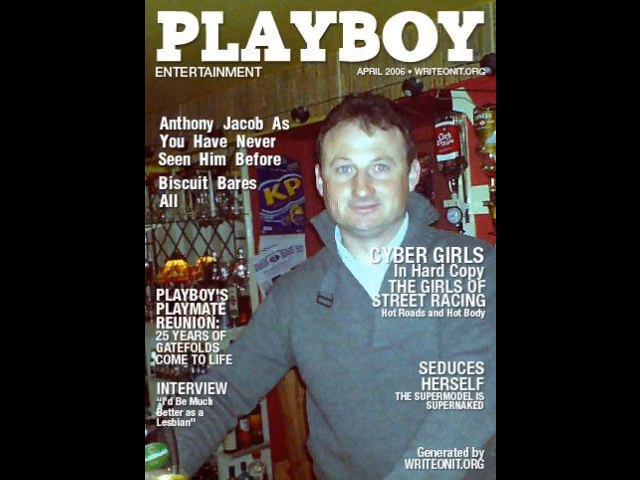 PLAYBOY
ENTERTAINMENT
APRIL 2006 • WRITEONIT.ORG
Anthony Jacob As
You Have Never
Seen Him Before
Biscuit Bares
All
KP
CYBER GIRLS
In Hard Copy
THE GIRLS OF
STREET RACING
Hot Roads and Hot Body
PLAYBOY'S
PLAYMATE
REUNION:
25 YEARS OF
GATEFOLDS
COME TO LIFE
INTERVIEW
"I'd Be Much
Better as a
Lesbian"
SEDUCES
HERSELF
THE SUPERMODEL IS
SUPERNAKED
Generated by
WRITEONIT.ORG